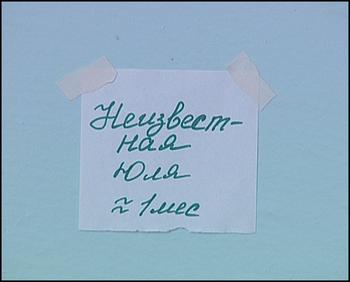 Неизвест-
ная
Юля
≈ 1 мес